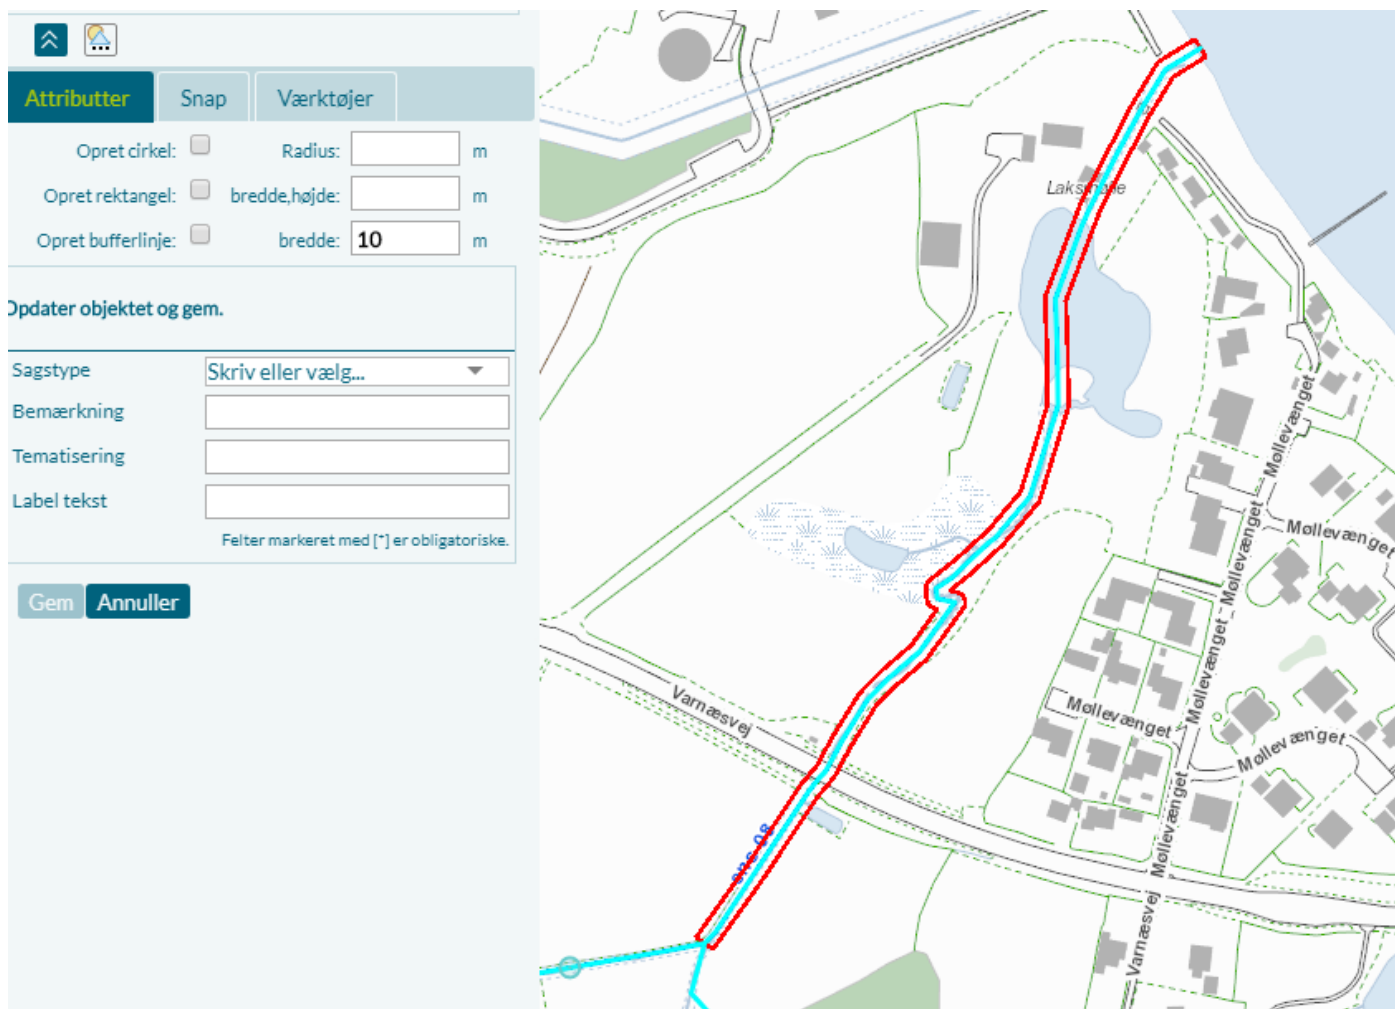 Attributter Snap Værktøjer
Opret cirkel: Radius: m
Opret rektangel: bredde,højde: m
Opret bufferlinje: bredde: 10 m
Opdater objektet og gem.
Sagstype Skriv eller vælg...
Bemærkning
Tematisering
Label tekst
Felter markeret med [*] er obligatoriske.
Gem Annuller
Møllevænget
Møllevænget
Møllevænget
Møllevænget
Møllevænget
Møllevænget
Møllevænget
Varnæsvej
Varnæsvej